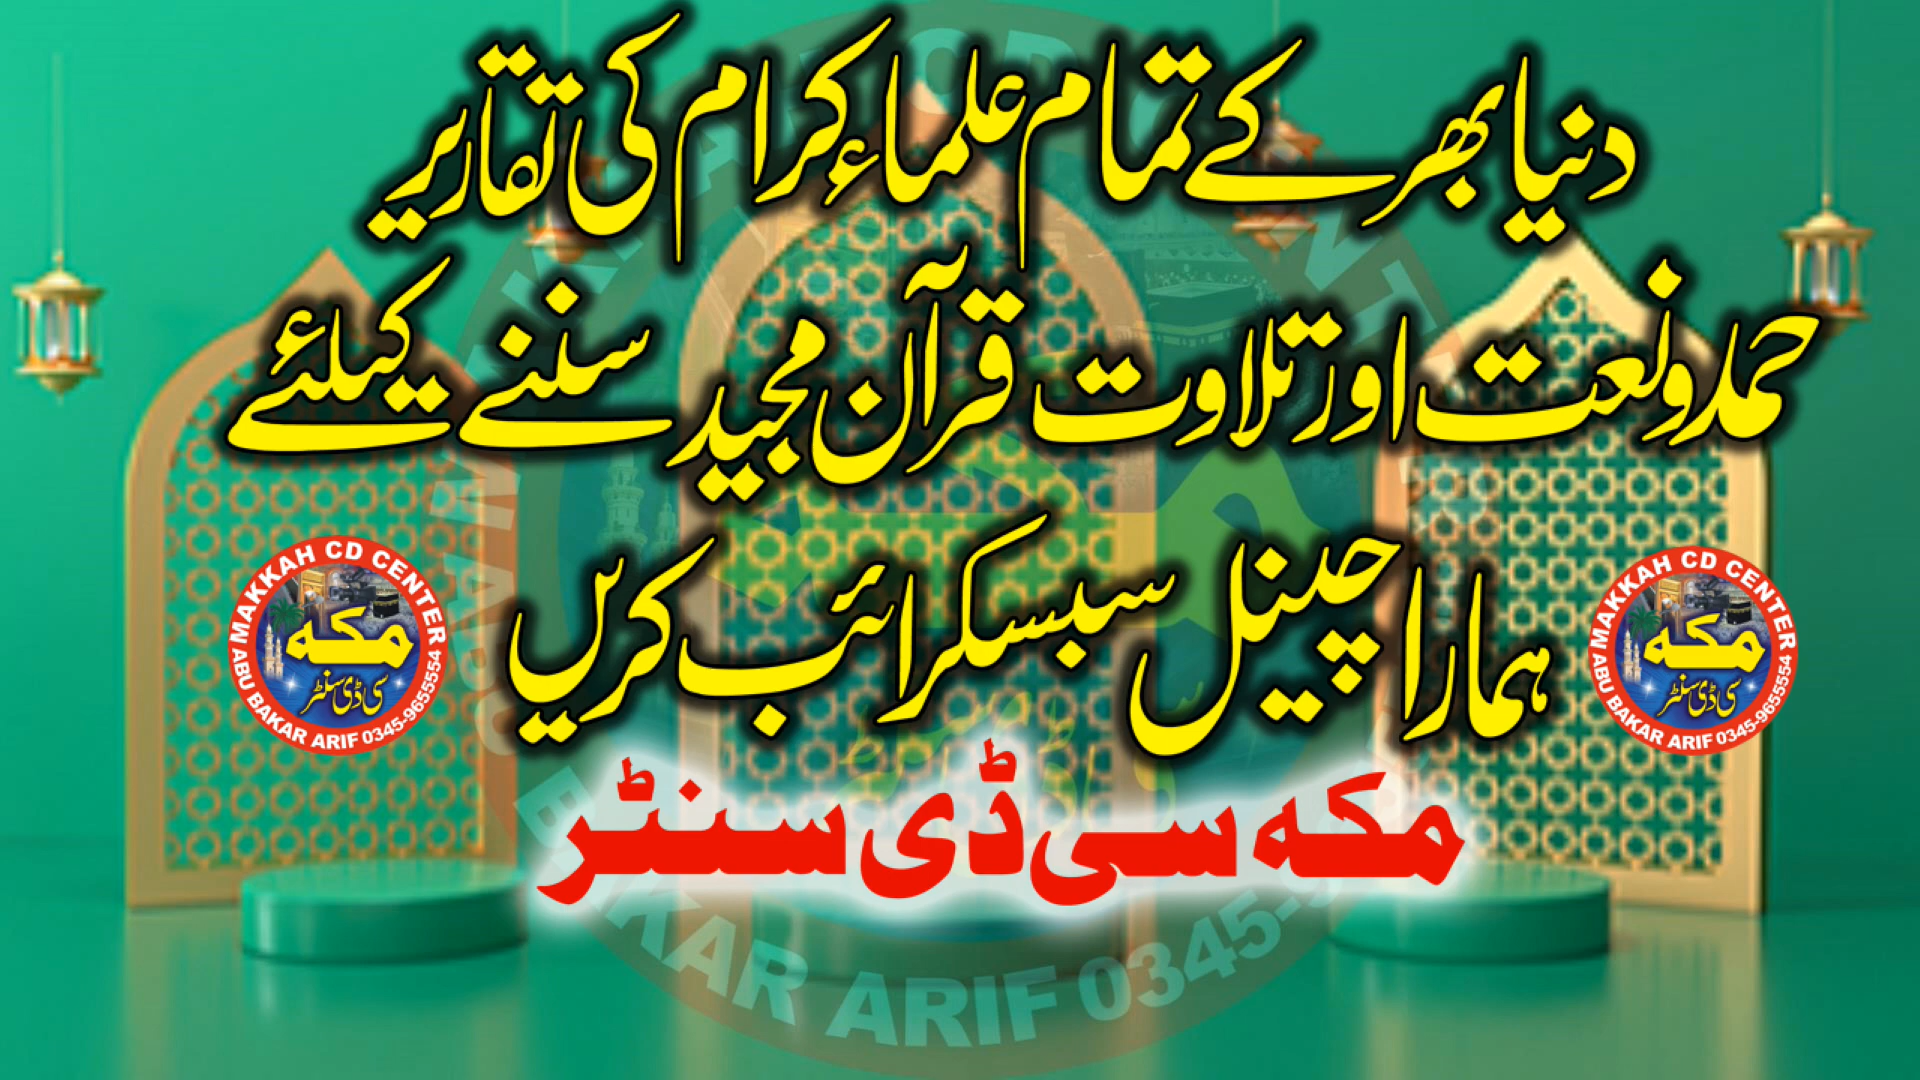 دنیا بھر کے تمام علماء کرام کی تقاریر
حمد و نعت اور تلاوت قرآن مجید سننے کیلئے
ہمارا چینل سبسکرائب کریں
مکہ سی ڈی سنٹر
MAKKAH CD CENTER
مکہ
سی ڈی سنٹر
ABU BAKAR ARIF 0345-9655554
MAKKAH CD CENTER
مکہ
سی ڈی سنٹر
ABU BAKAR ARIF 0345-9655554